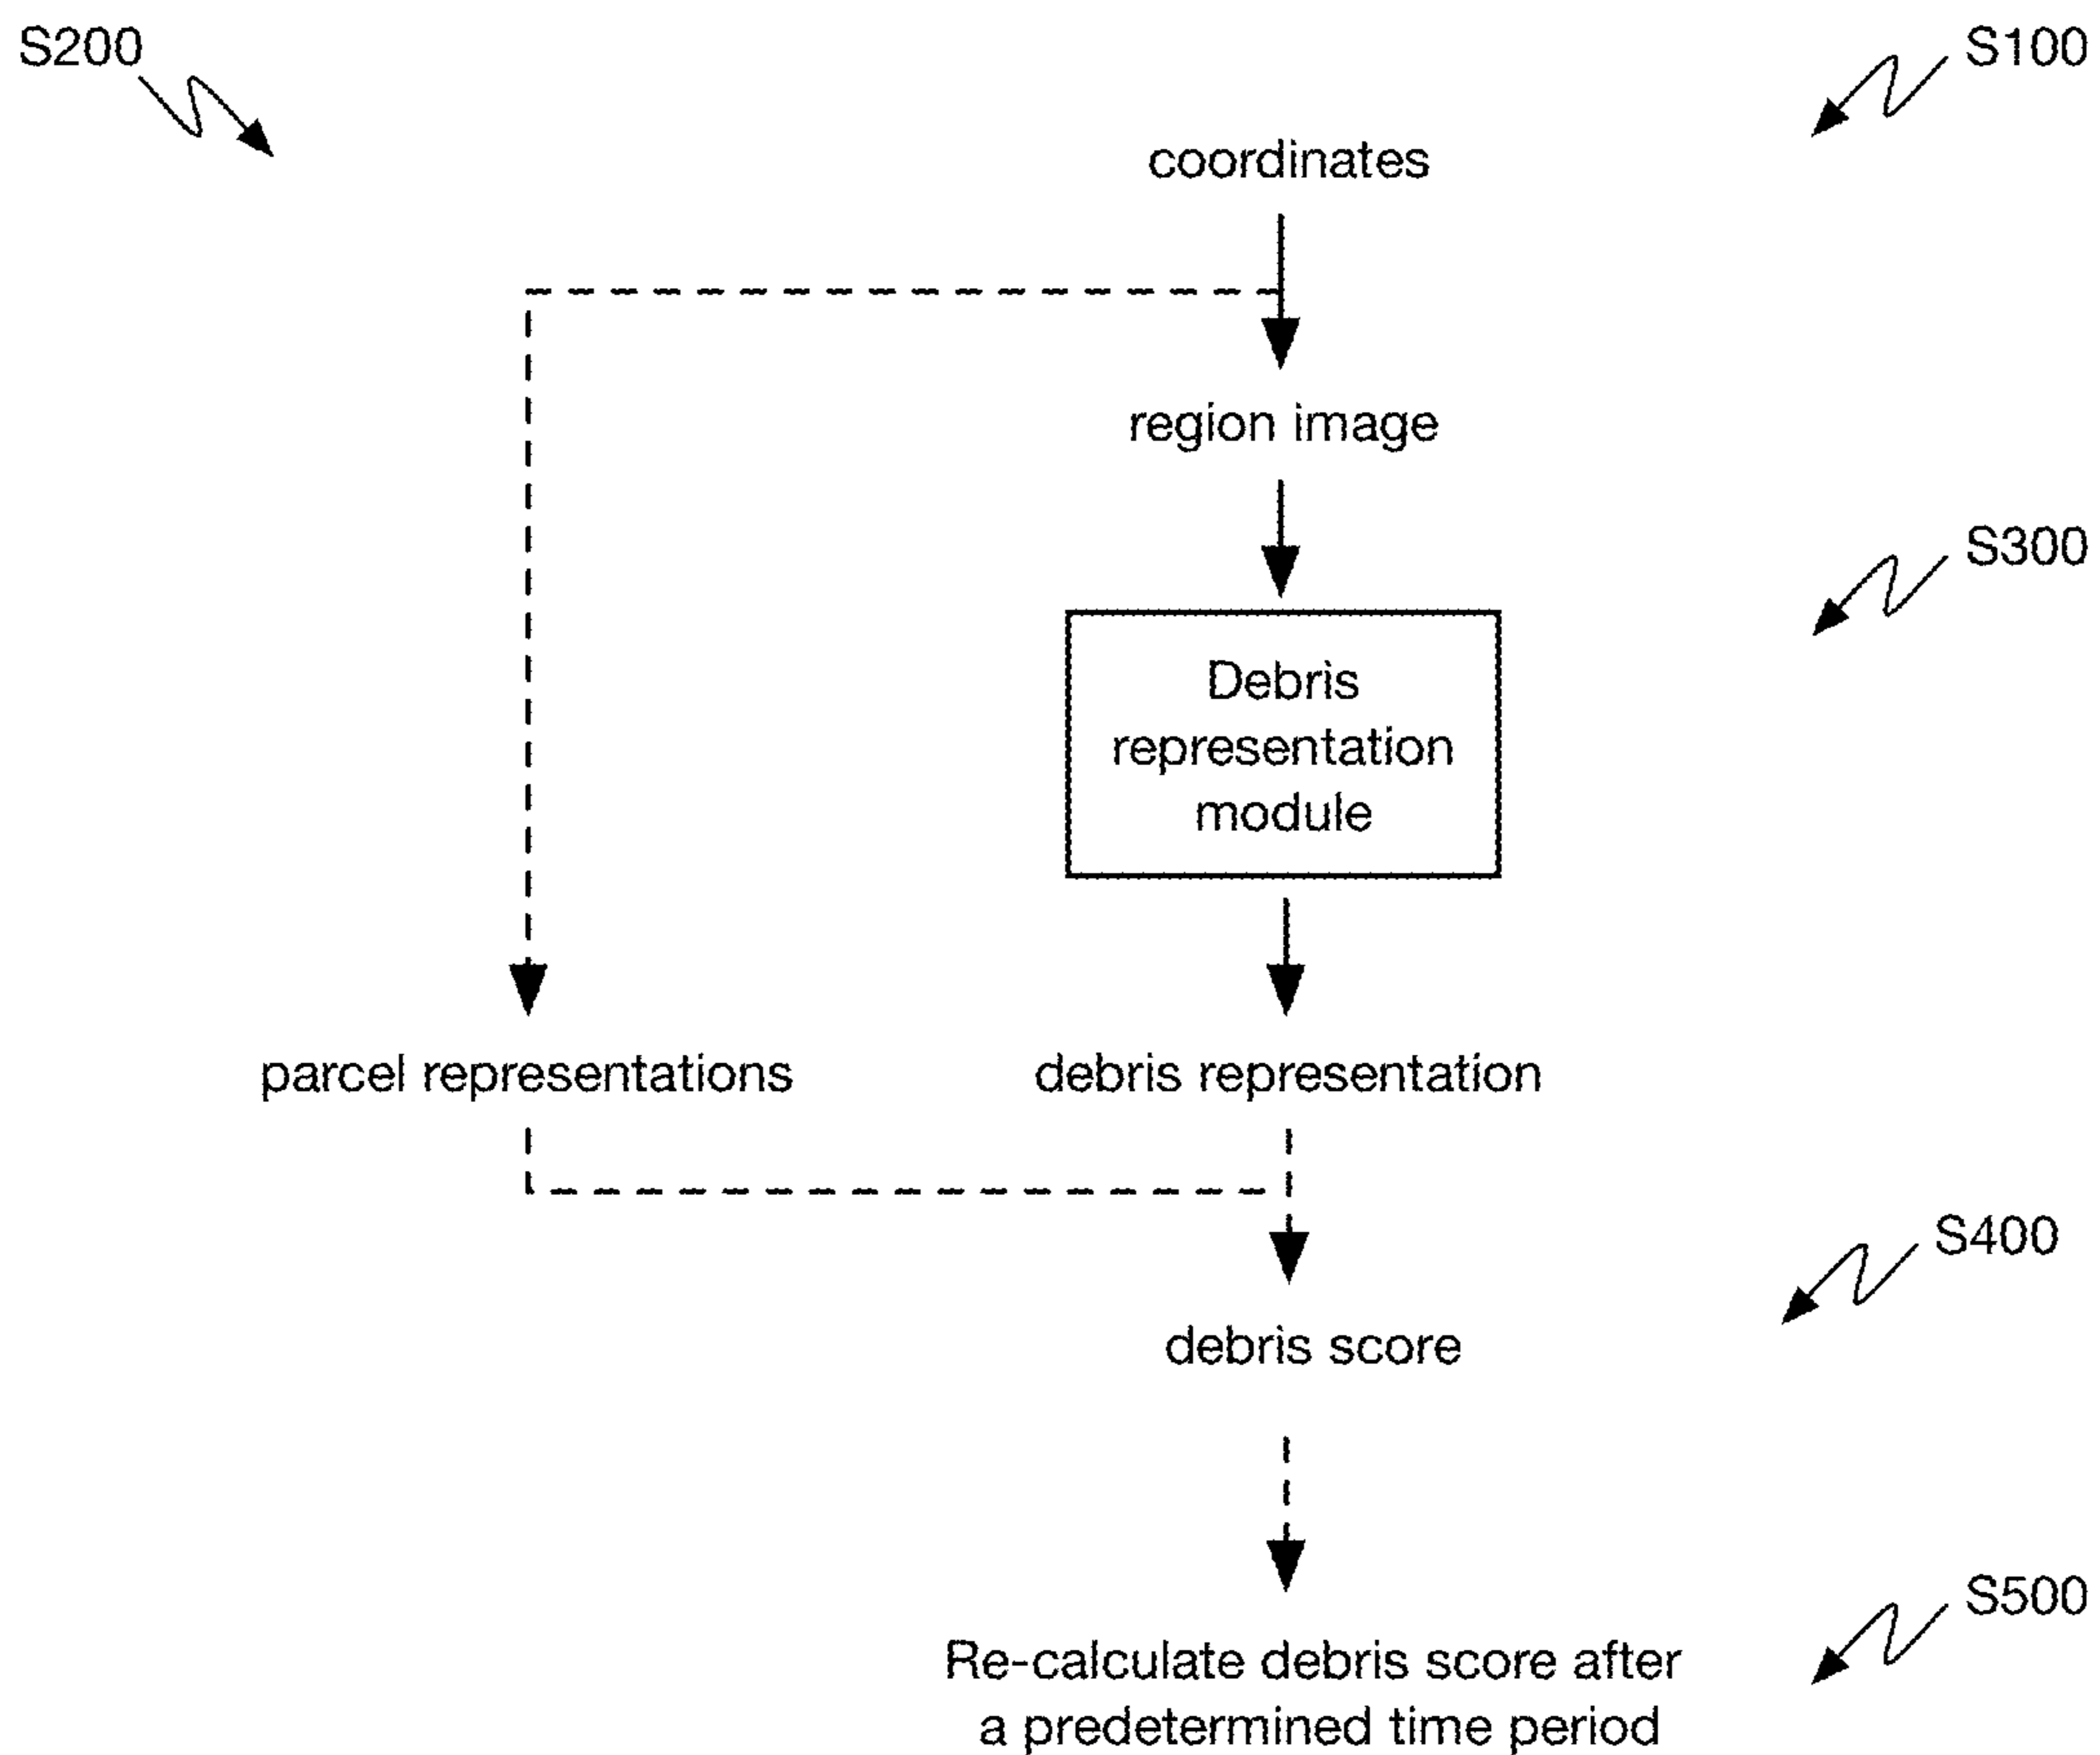 S200
S100
coordinates
region image
S300
Debris
representation
module
parcel representations
debris representation
S400
debris score
S500
Re-calculate debris score after
a predetermined time period